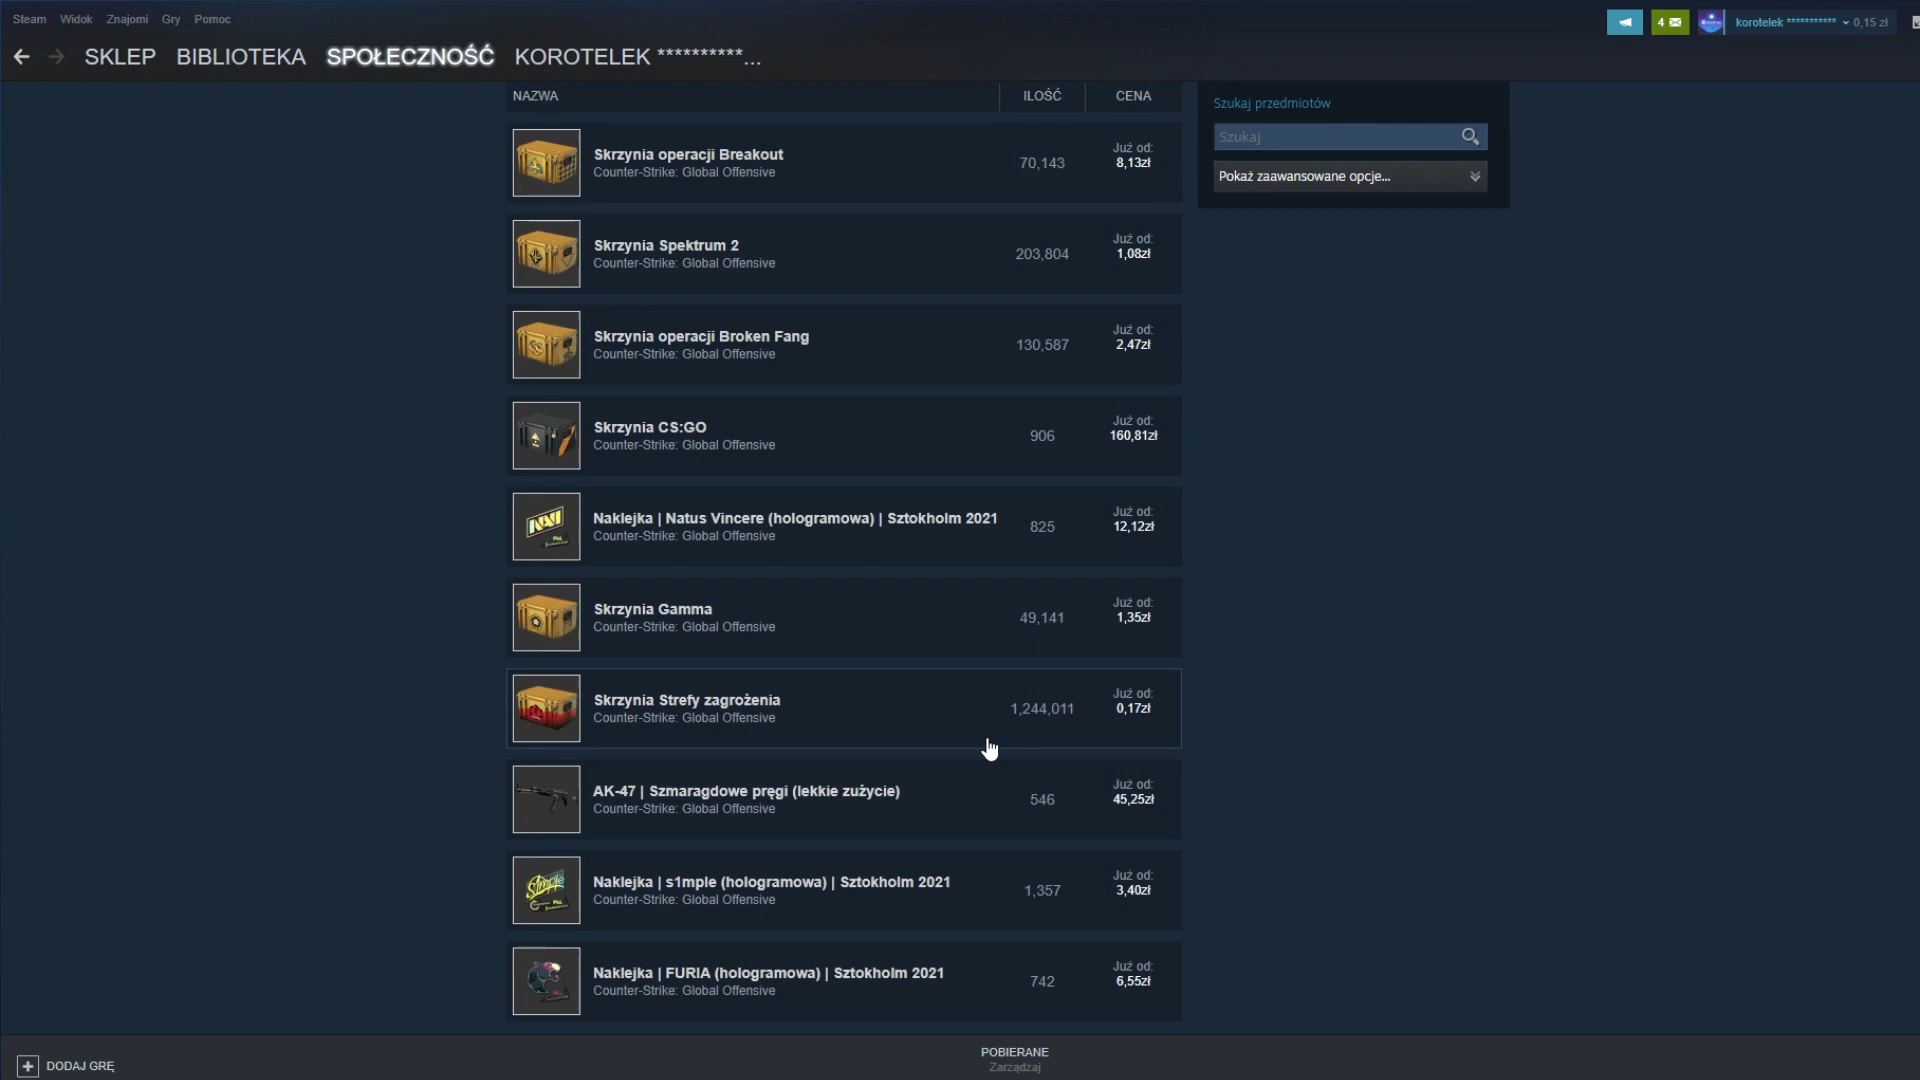 Steam Widok Znajomi Gry Pomoc
4 korotelek *********** 0,15 zł
SKLEP BIBLIOTEKA SPOŁECZNOŚĆ KOROTELEK **********...
NAZWA ILOŚĆ CENA
Skrzynia operacji Breakout
Counter-Strike: Global Offensive
70,143
Już od:
8,13zł
Skrzynia Spektrum 2
Counter-Strike: Global Offensive
203,804
Już od:
1,08zł
Skrzynia operacji Broken Fang
Counter-Strike: Global Offensive
130,587
Już od:
2,47zł
Skrzynia CS:GO
Counter-Strike: Global Offensive
906
Już od:
160,81zł
Naklejka | Natus Vincere (hologramowa) | Sztokholm 2021
Counter-Strike: Global Offensive
825
Już od:
12,12zł
Skrzynia Gamma
Counter-Strike: Global Offensive
49,141
Już od:
1,35zł
Skrzynia Strefy zagrożenia
Counter-Strike: Global Offensive
1,244,011
Już od:
0,17zł
AK-47 | Szmaragdowe pręgi (lekkie zużycie)
Counter-Strike: Global Offensive
546
Już od:
45,25zł
Naklejka | s1mple (hologramowa) | Sztokholm 2021
Counter-Strike: Global Offensive
1,357
Już od:
3,40zł
Naklejka | FURIA (hologramowa) | Sztokholm 2021
Counter-Strike: Global Offensive
742
Już od:
6,55zł
Szukaj przedmiotów
Szukaj
Pokaż zaawansowane opcje...
DODAJ GRĘ
POBIERANE
Zarządzaj